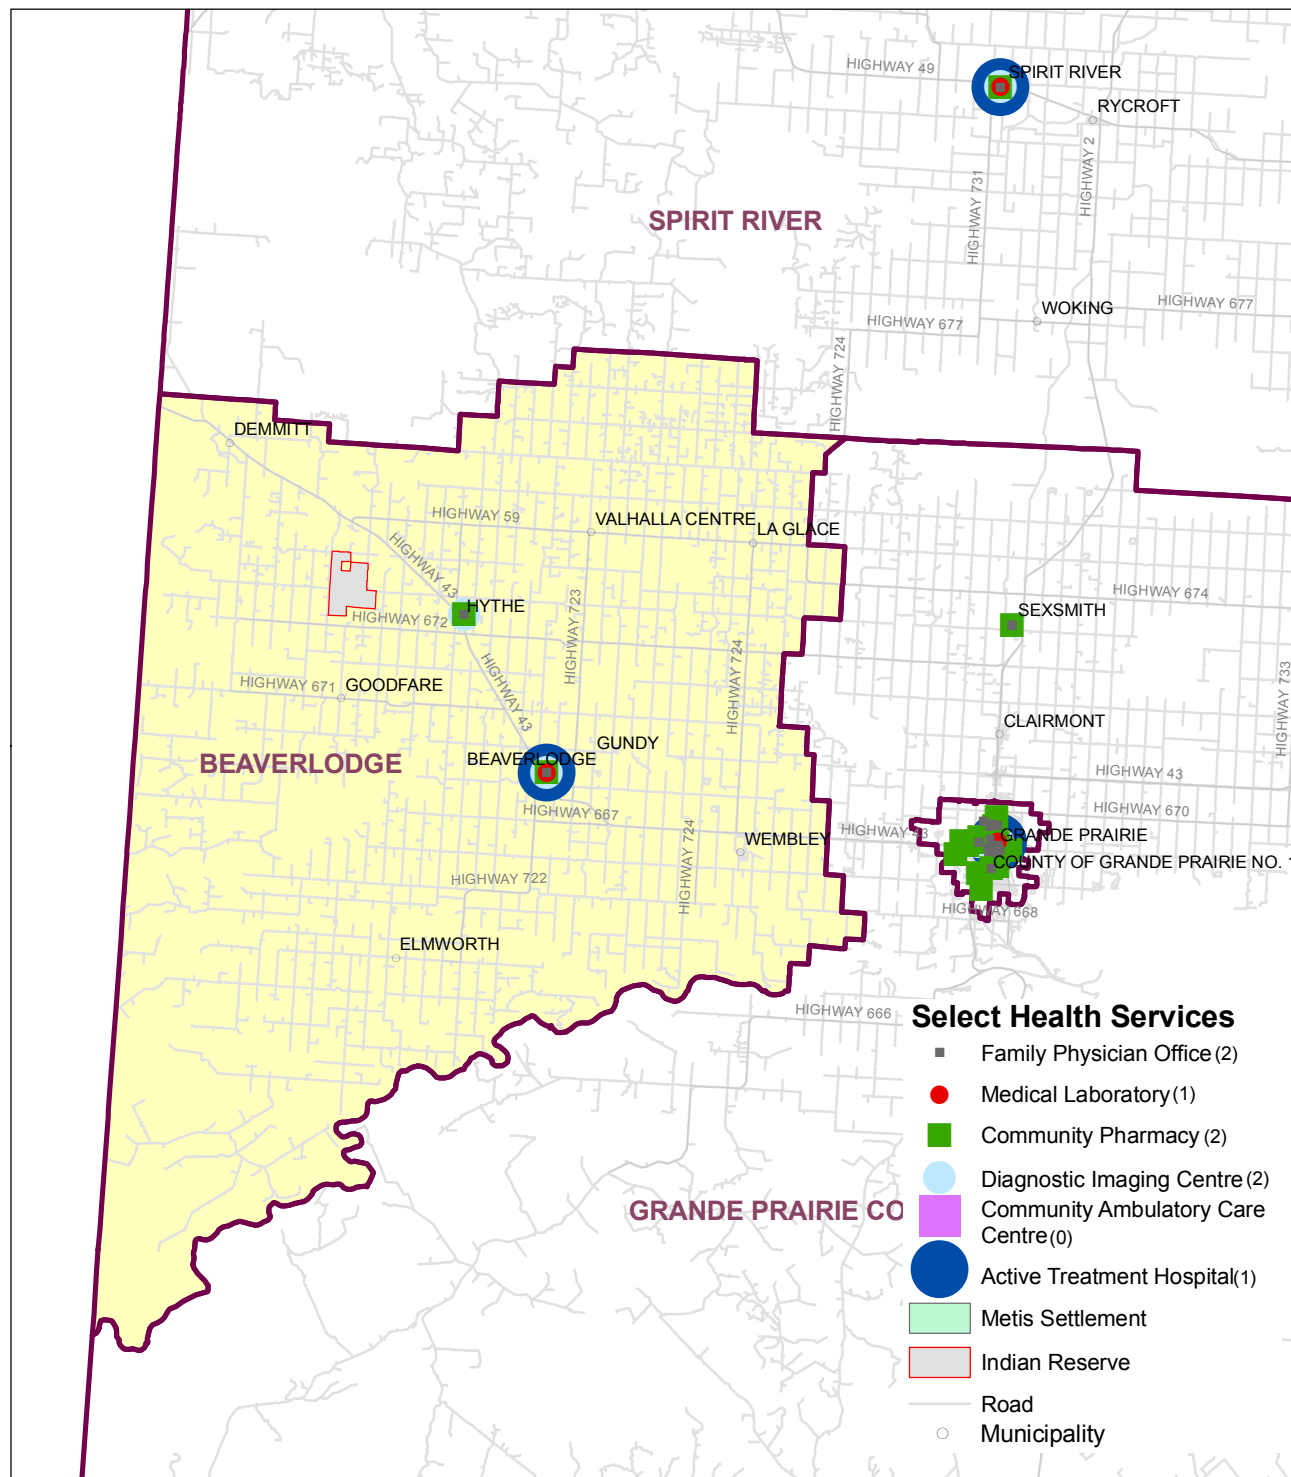 HIGHWAY 49
SPIRIT RIVER
RYCROFT
HIGHWAY 731
HIGHWAY 2
SPIRIT RIVER
WOKING
HIGHWAY 677
HIGHWAY 677
HIGHWAY 724
DEMMITT
HIGHWAY 59
VALHALLA CENTRE
LA GLACE
HIGHWAY 43
HYTHE
HIGHWAY 672
HIGHWAY 723
HIGHWAY 674
SEXSMITH
HIGHWAY 671
GOODFARE
HIGHWAY 43
HIGHWAY 724
HIGHWAY 733
CLAIRMONT
GUNDY
BEAVERLODGE
BEAVERLODGE
HIGHWAY 43
HIGHWAY 667
HIGHWAY 670
WEMBLEY
HIGHWAY 43
GRANDE PRAIRIE
COUNTY OF GRANDE PRAIRIE NO. 1
HIGHWAY 722
HIGHWAY 724
HIGHWAY 668
ELMWORTH
HIGHWAY 666
GRANDE PRAIRIE CO
Select Health Services
Family Physician Office (2)
Medical Laboratory (1)
Community Pharmacy (2)
Diagnostic Imaging Centre (2)
Community Ambulatory Care
Centre (0)
Active Treatment Hospital (1)
Metis Settlement
Indian Reserve
Road
Municipality